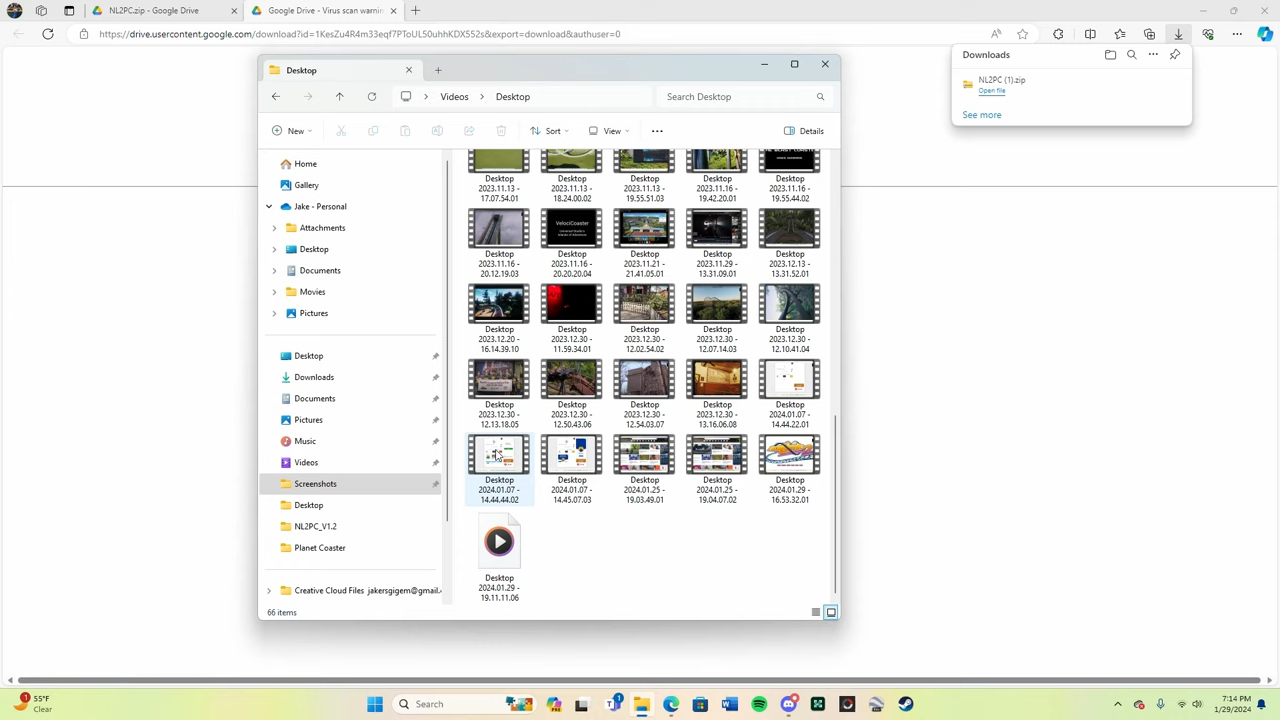 NL2PC.zip - Google Drive
Google Drive - Virus scan warnin
https://drive.usercontent.google.com/download?id=1KesZu4R4m33eqf7PToUL50uhhKDX552s&export=download&authuser=0
Downloads
NL2PC (1).zip
Open file
See more
Desktop
Videos
Desktop
Search Desktop
New
Sort
View
Details
Home
Gallery
Jake - Personal
Attachments
Desktop
Documents
Movies
Pictures
Desktop
Downloads
Documents
Pictures
Music
Videos
Screenshots
Desktop
NL2PC_V1.2
Planet Coaster
Creative Cloud Files jakersgigem@gmail.
Desktop 2023.11.13 - 17.07.54.01
Desktop 2023.11.13 - 18.24.00.02
Desktop 2023.11.13 - 19.55.51.03
Desktop 2023.11.16 - 19.42.20.01
Desktop 2023.11.16 - 19.55.44.02
VelociCoaster
Desktop 2023.11.16 - 20.12.19.03
Desktop 2023.11.16 - 20.20.20.04
Desktop 2023.11.21 - 21.41.05.01
Desktop 2023.11.29 - 13.31.09.01
Desktop 2023.12.13 - 13.31.52.01
Desktop 2023.12.20 - 16.14.39.10
Desktop 2023.12.30 - 11.59.34.01
Desktop 2023.12.30 - 12.02.54.02
Desktop 2023.12.30 - 12.07.14.03
Desktop 2023.12.30 - 12.10.41.04
Desktop 2023.12.30 - 12.13.18.05
Desktop 2023.12.30 - 12.50.43.06
Desktop 2023.12.30 - 12.54.03.07
Desktop 2023.12.30 - 13.16.06.08
Desktop 2024.01.07 - 14.44.22.01
Desktop 2024.01.07 - 14.44.44.02
Desktop 2024.01.07 - 14.45.07.03
Desktop 2024.01.25 - 19.03.49.01
Desktop 2024.01.25 - 19.04.07.02
Desktop 2024.01.29 - 16.53.32.01
Desktop 2024.01.29 - 19.11.11.06
66 items
1
55°F
Clear
Search
1
7:14 PM
1/29/2024